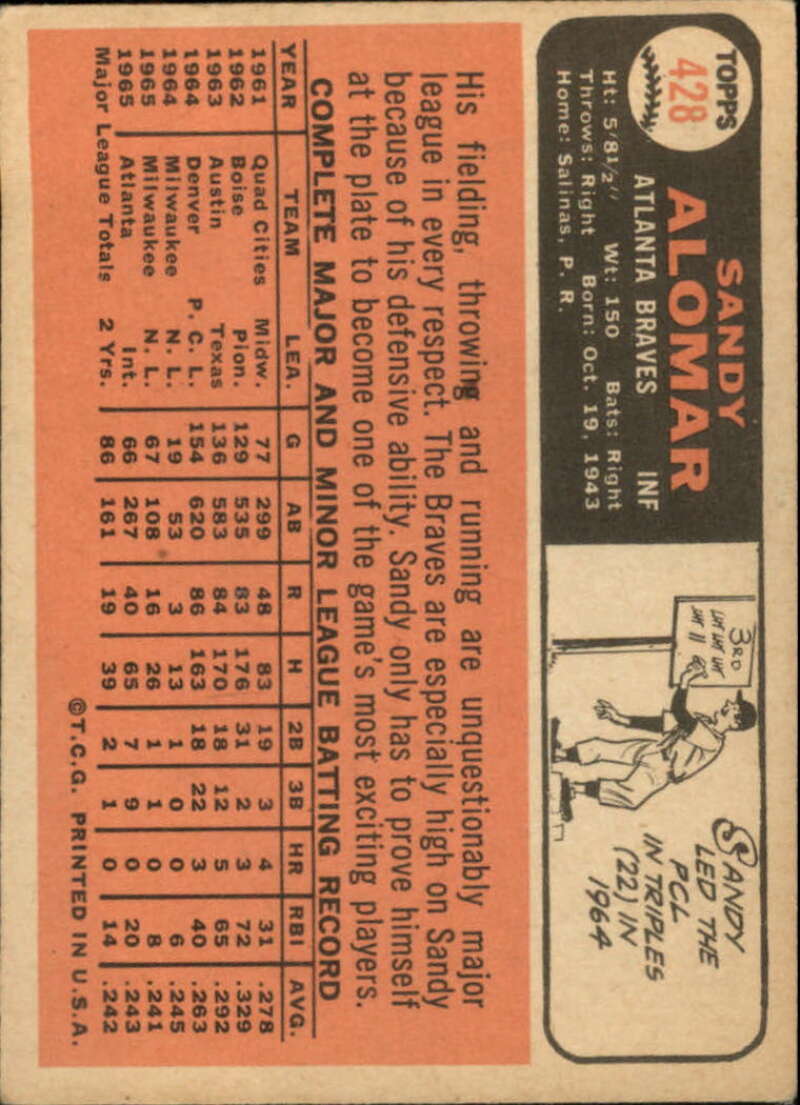 TOPPS
428
SANDY
ALOMAR
ATLANTA BRAVES INF
Ht: 5'8½" Wt: 150 Bats: Right
Throws: Right Born: Oct. 19, 1943
Home: Salinas, P. R.
3RD
SANDY
LED THE
PCL
IN TRIPLES
(22) IN
1964
His fielding, throwing and running are unquestionably major
league in every respect. The Braves are especially high on Sandy
because of his defensive ability. Sandy only has to prove himself
at the plate to become one of the game's most exciting players.
COMPLETE MAJOR AND MINOR LEAGUE BATTING RECORD
YEAR TEAM LEA. G AB R H 2B 3B HR RBI AVG.
1961 Quad Cities Midw. 77 299 48 83 19 3 4 31 .278
1962 Boise Pion. 129 535 83 176 31 2 3 72 .329
1963 Austin Texas 136 583 84 170 18 12 5 65 .292
1964 Denver P. C. L. 154 620 86 163 18 22 3 40 .263
1964 Milwaukee N. L. 19 53 3 13 1 0 0 6 .245
1965 Milwaukee N. L. 67 108 16 26 1 1 0 8 .241
1965 Atlanta Int. 66 267 40 65 7 9 0 20 .243
Major League Totals 2 Yrs. 86 161 19 39 2 1 0 14 .242
©T.C.G. PRINTED IN U.S.A.